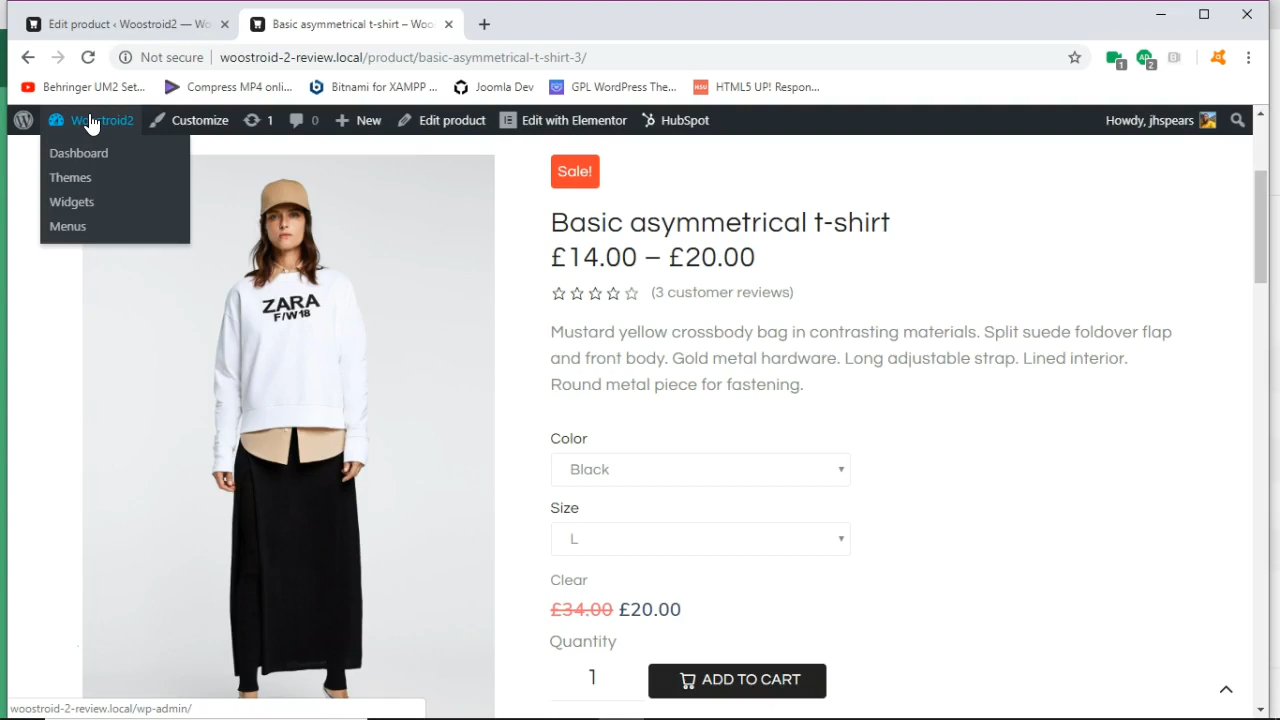 Edit product ‹ Woostroid2 — Wo
Basic asymmetrical t-shirt – Woo
Not secure | woostroid-2-review.local/product/basic-asymmetrical-t-shirt-3/
1
2
Behringer UM2 Set...
Compress MP4 onli...
Bitnami for XAMPP ...
Joomla Dev
GPL WordPress The...
HTML5 UP! Respon...
Woostroid2
Customize
1
0
New
Edit product
Edit with Elementor
HubSpot
Howdy, jhspears
Dashboard
Themes
Widgets
Menus
ZARA
F/W18
Sale!
Basic asymmetrical t-shirt
£14.00 – £20.00
(3 customer reviews)
Mustard yellow crossbody bag in contrasting materials. Split suede foldover flap
and front body. Gold metal hardware. Long adjustable strap. Lined interior.
Round metal piece for fastening.
Color
Black
Size
L
Clear
£34.00 £20.00
Quantity
1
ADD TO CART
woostroid-2-review.local/wp-admin/